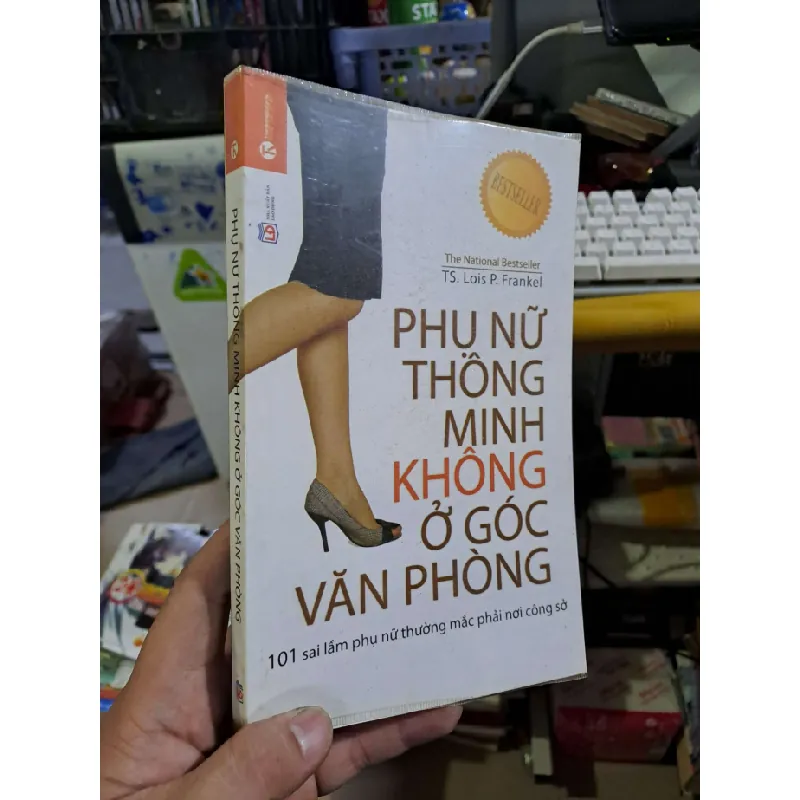 BESTSELLER
The National Bestseller
TS. Lois P. Frankel
PHỤ NỮ
THÔNG
MINH
KHÔNG
Ở GÓC
VĂN PHÒNG
101 sai lầm phụ nữ thường mắc phải nơi công sở
PHỤ NỮ THÔNG MINH KHÔNG Ở GÓC VĂN PHÒNG
STA